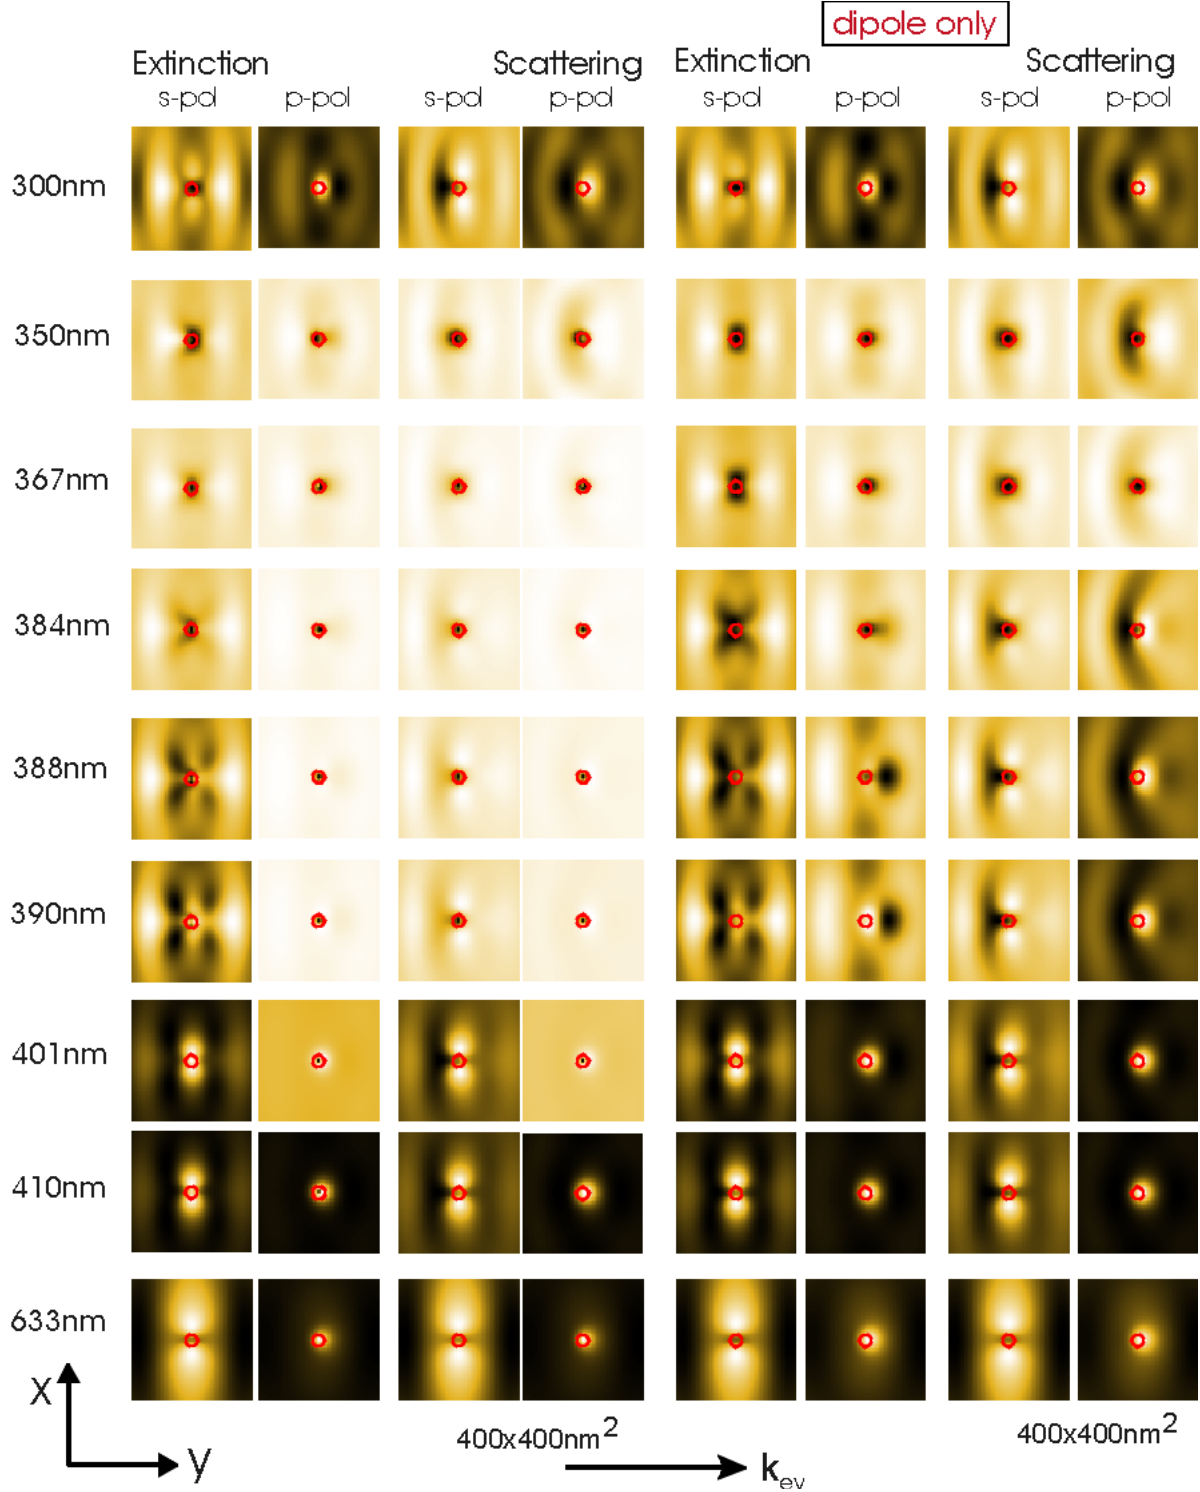 dipole only
Extinction Scattering Extinction Scattering
s-pol p-pol s-pol p-pol s-pol p-pol s-pol p-pol
300nm
350nm
367nm
384nm
388nm
390nm
401nm
410nm
633nm
X
y
400x400nm²
k_ev
400x400nm²